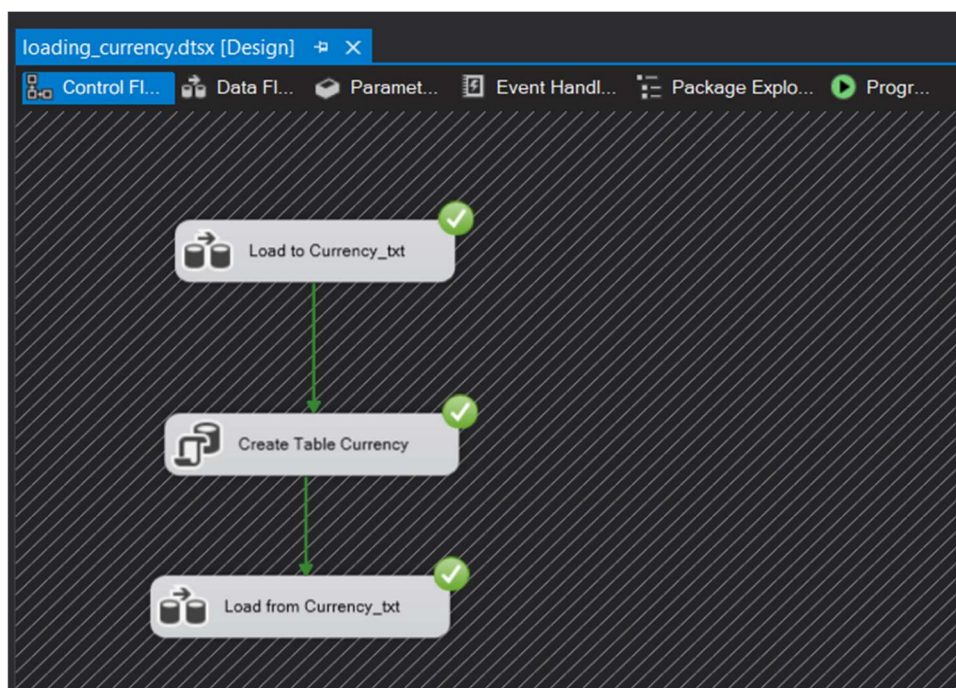 loading_currency.dtsx [Design]
Control Fl... Data Fl... Paramet... Event Handl... Package Explo... Progr...
Load to Currency_txt
Create Table Currency
Load from Currency_txt